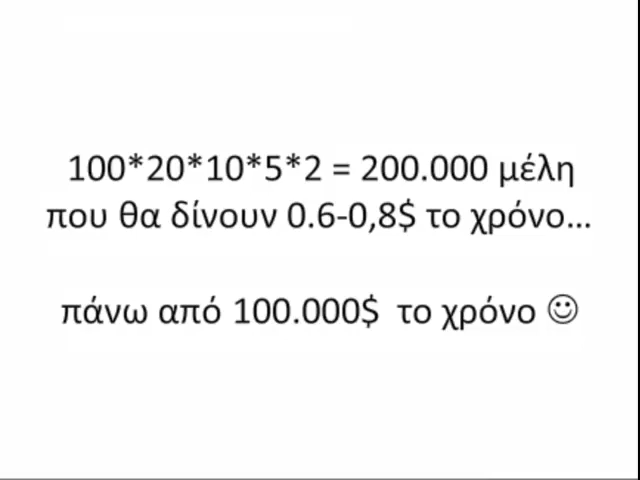 100*20*10*5*2 = 200.000 μέλη
που θα δίνουν 0.6-0,8$ το χρόνο...
πάνω από 100.000$ το χρόνο ☺